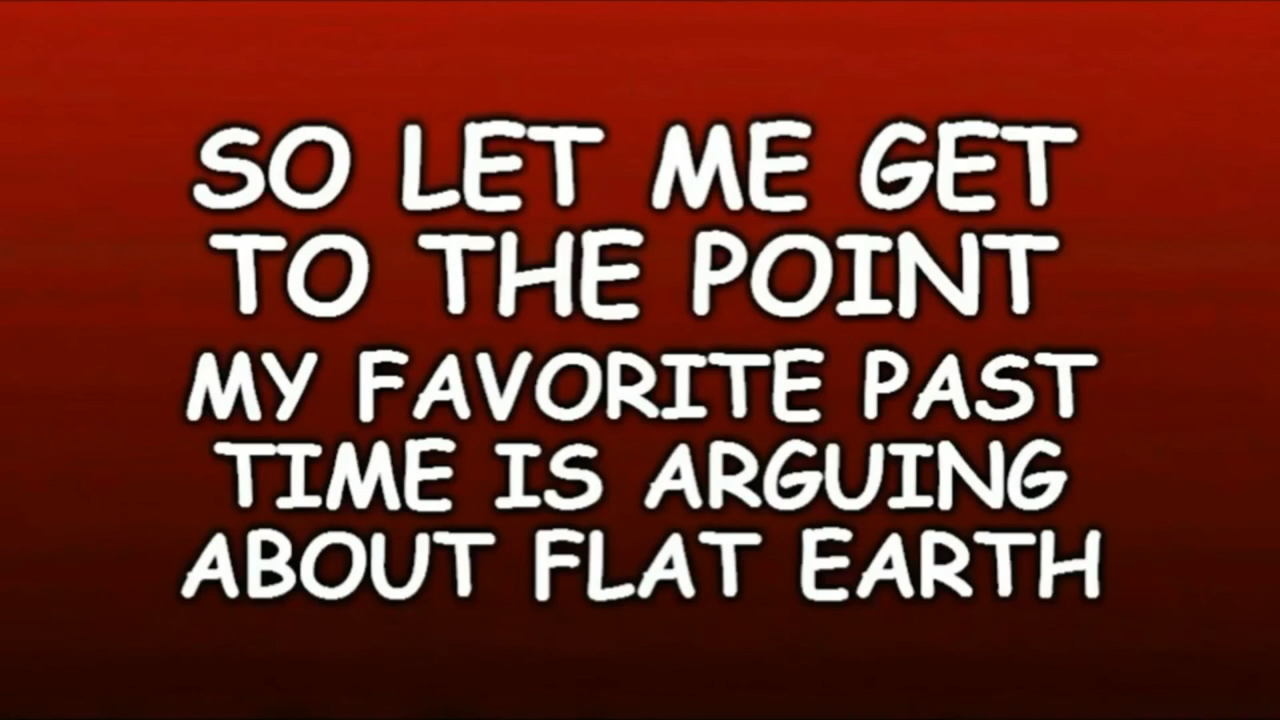 SO LET ME GET
TO THE POINT
MY FAVORITE PAST
TIME IS ARGUING
ABOUT FLAT EARTH